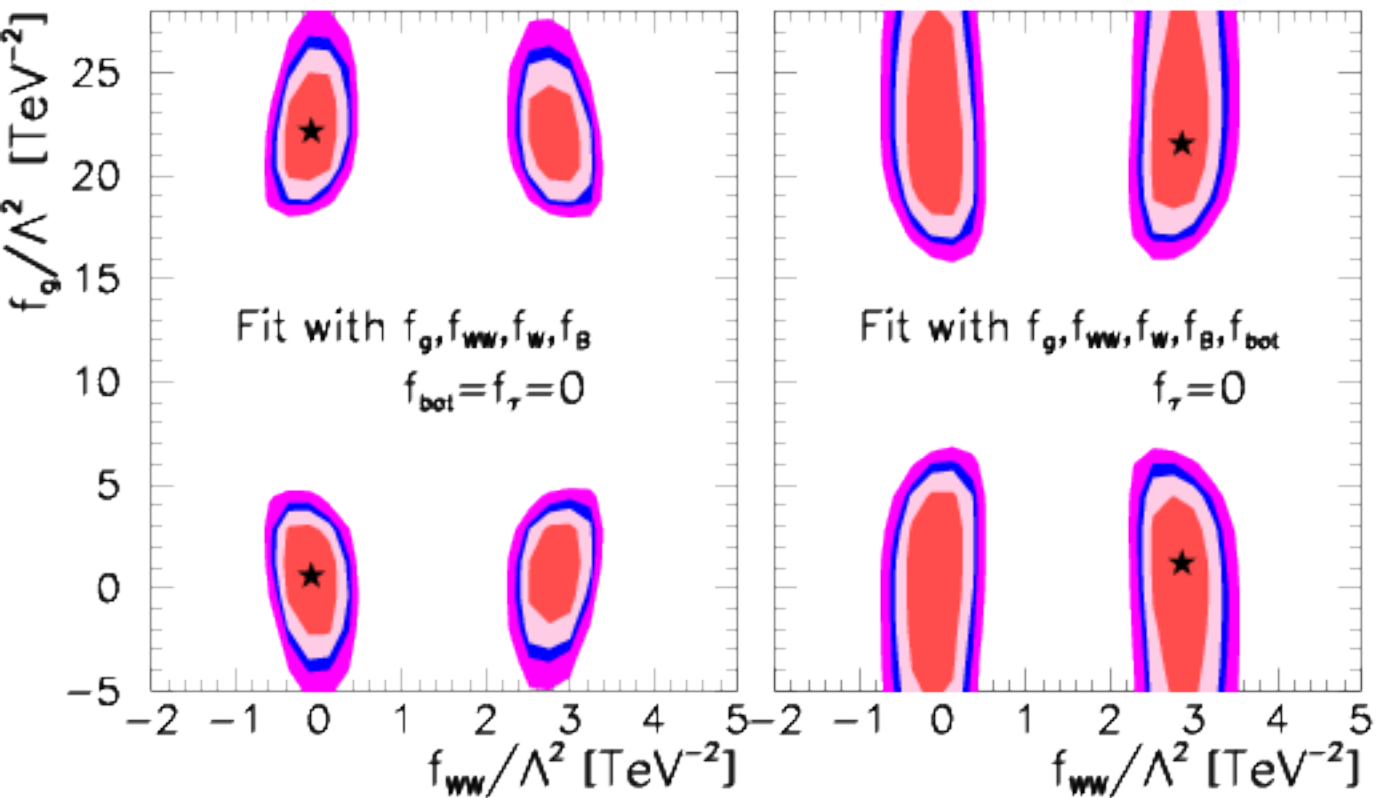 f_g/Λ² [TeV⁻²]
25
20
15
10
5
0
−5
Fit with f_g, f_WW, f_W, f_B
f_bot=f_τ=0
−2 −1 0 1 2 3 4 5
f_WW/Λ² [TeV⁻²]
Fit with f_g, f_WW, f_W, f_B, f_bot
f_τ=0
−2 −1 0 1 2 3 4 5
f_WW/Λ² [TeV⁻²]